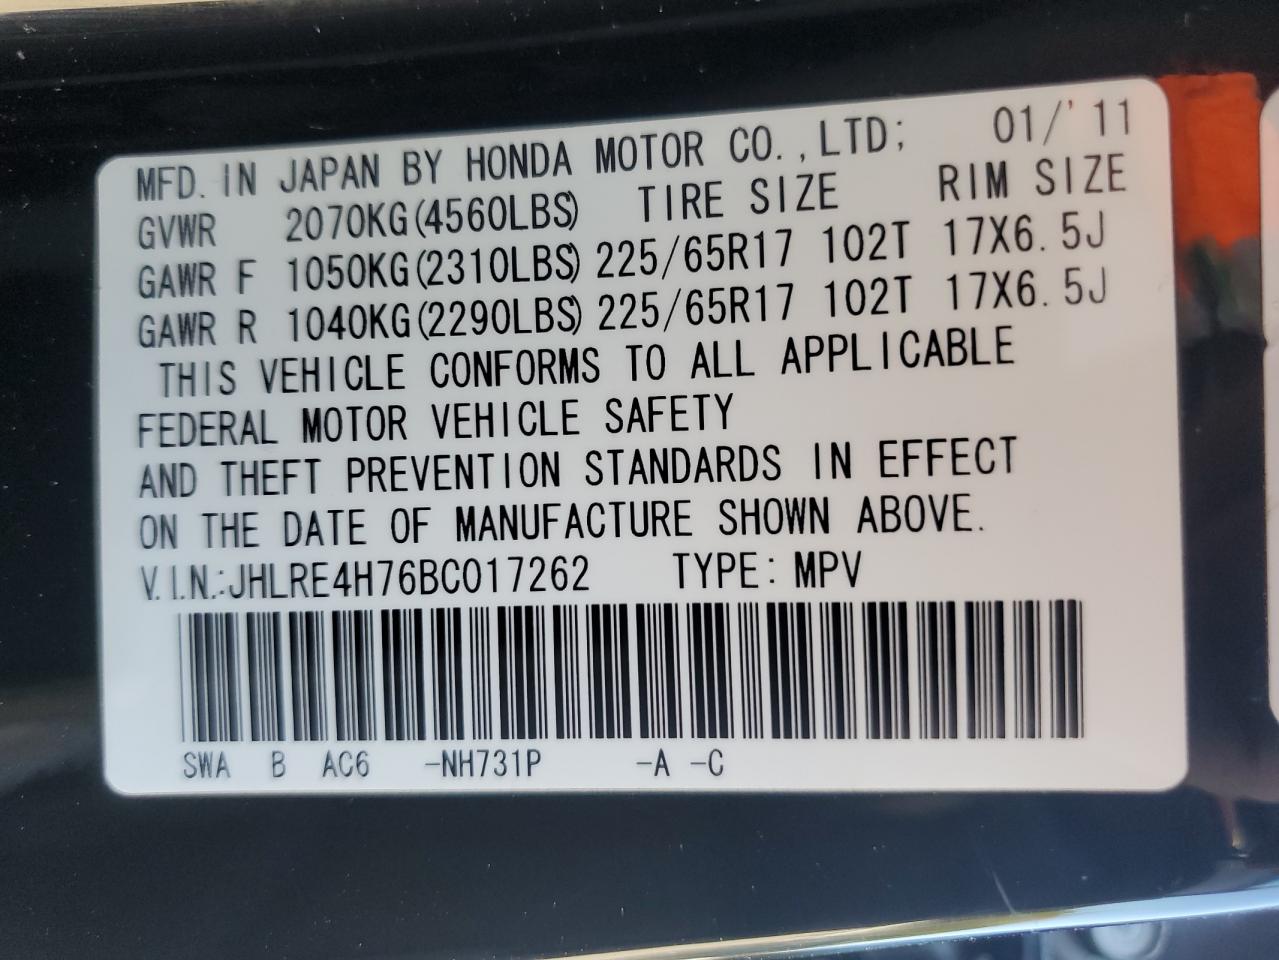 MFD. IN JAPAN BY HONDA MOTOR CO.,LTD; 01/'11
GVWR 2070KG(4560LBS) TIRE SIZE RIM SIZE
GAWR F 1050KG(2310LBS) 225/65R17 102T 17X6.5J
GAWR R 1040KG(2290LBS) 225/65R17 102T 17X6.5J
THIS VEHICLE CONFORMS TO ALL APPLICABLE
FEDERAL MOTOR VEHICLE SAFETY
AND THEFT PREVENTION STANDARDS IN EFFECT
ON THE DATE OF MANUFACTURE SHOWN ABOVE.
V.I.N.:JHLRE4H76BC017262 TYPE: MPV
SWA B AC6 -NH731P -A -C